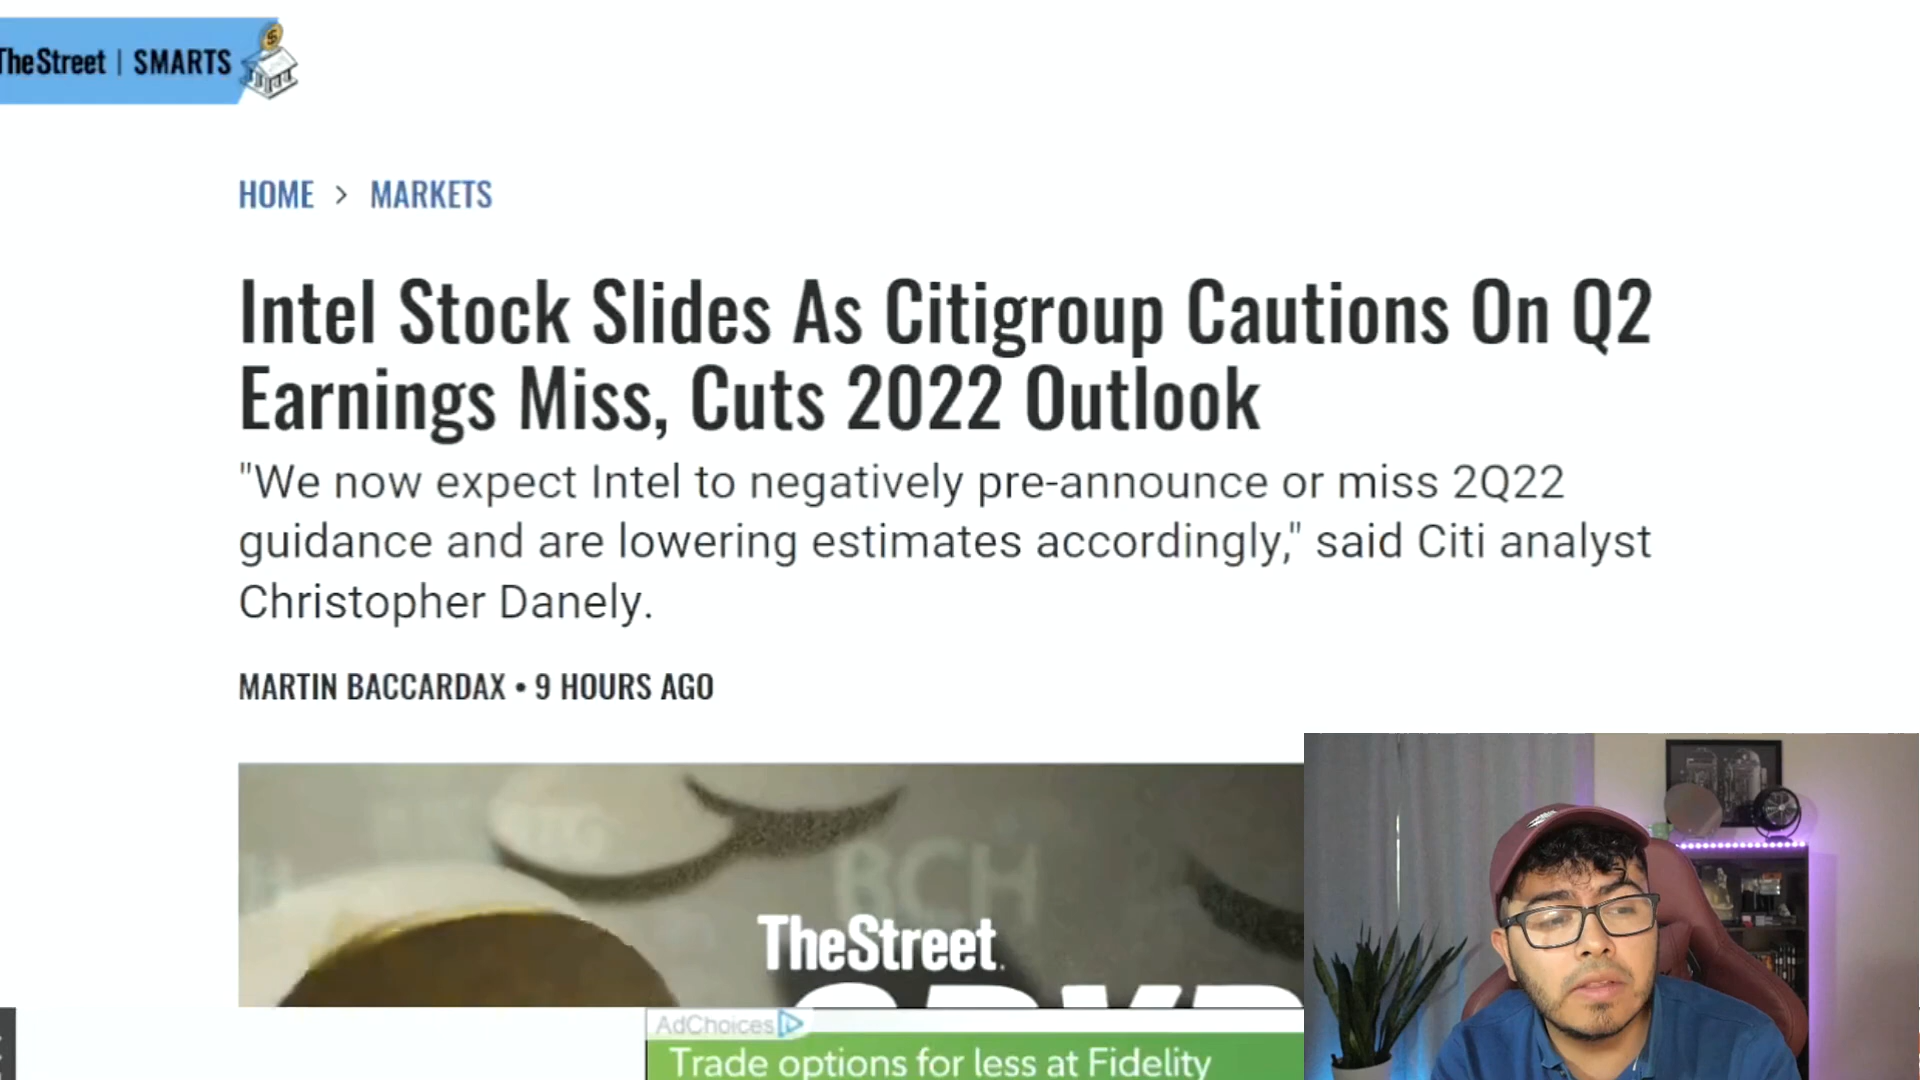 TheStreet | SMARTS
HOME > MARKETS
Intel Stock Slides As Citigroup Cautions On Q2
Earnings Miss, Cuts 2022 Outlook
"We now expect Intel to negatively pre-announce or miss 2Q22
guidance and are lowering estimates accordingly," said Citi analyst
Christopher Danely.
MARTIN BACCARDAX • 9 HOURS AGO
BCH
TheStreet.
AdChoices
Trade options for less at Fidelity